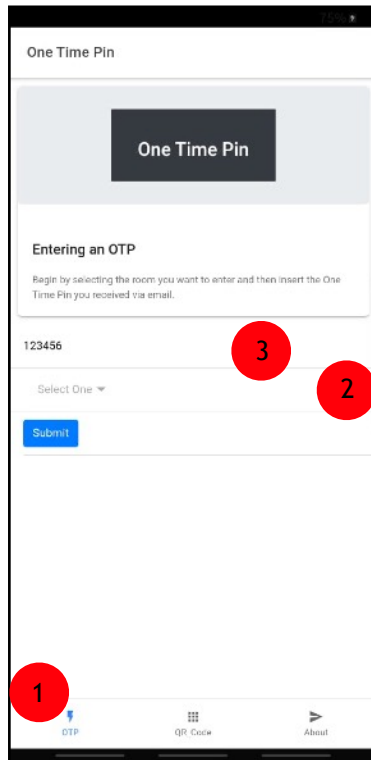 75%
One Time Pin
One Time Pin
Entering an OTP
Begin by selecting the room you want to enter and then insert the One
Time Pin you received via email.
123456
3
Select One
2
Submit
1
OTP QR Code About